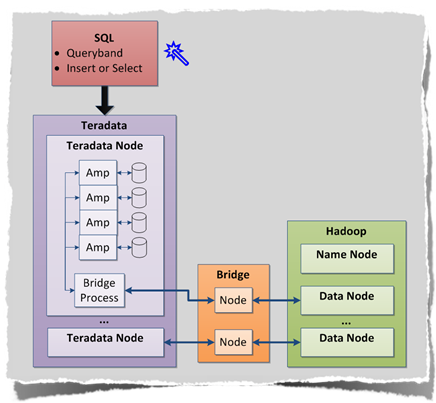 SQL
• Queryband
• Insert or Select
Teradata
Teradata Node
Amp
Amp
Amp
Amp
Bridge
Process
...
Teradata Node
Bridge
Node
Node
Hadoop
Name Node
Data Node
...
Data Node